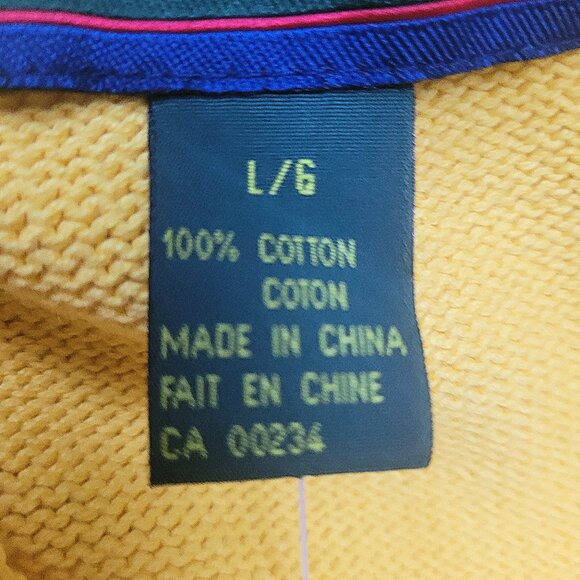 L/G
100% COTTON
COTON
MADE IN CHINA
FAIT EN CHINE
CA 00234